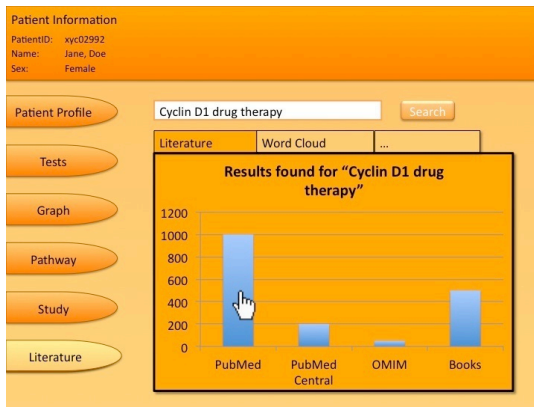 Patient Information
PatientID: xyc02992
Name: Jane, Doe
Sex: Female
Patient Profile
Tests
Graph
Pathway
Study
Literature
Cyclin D1 drug therapy
Search
Literature
Word Cloud
...
Results found for “Cyclin D1 drug
therapy”
1200
1000
800
600
400
200
0
PubMed
PubMed
Central
OMIM
Books